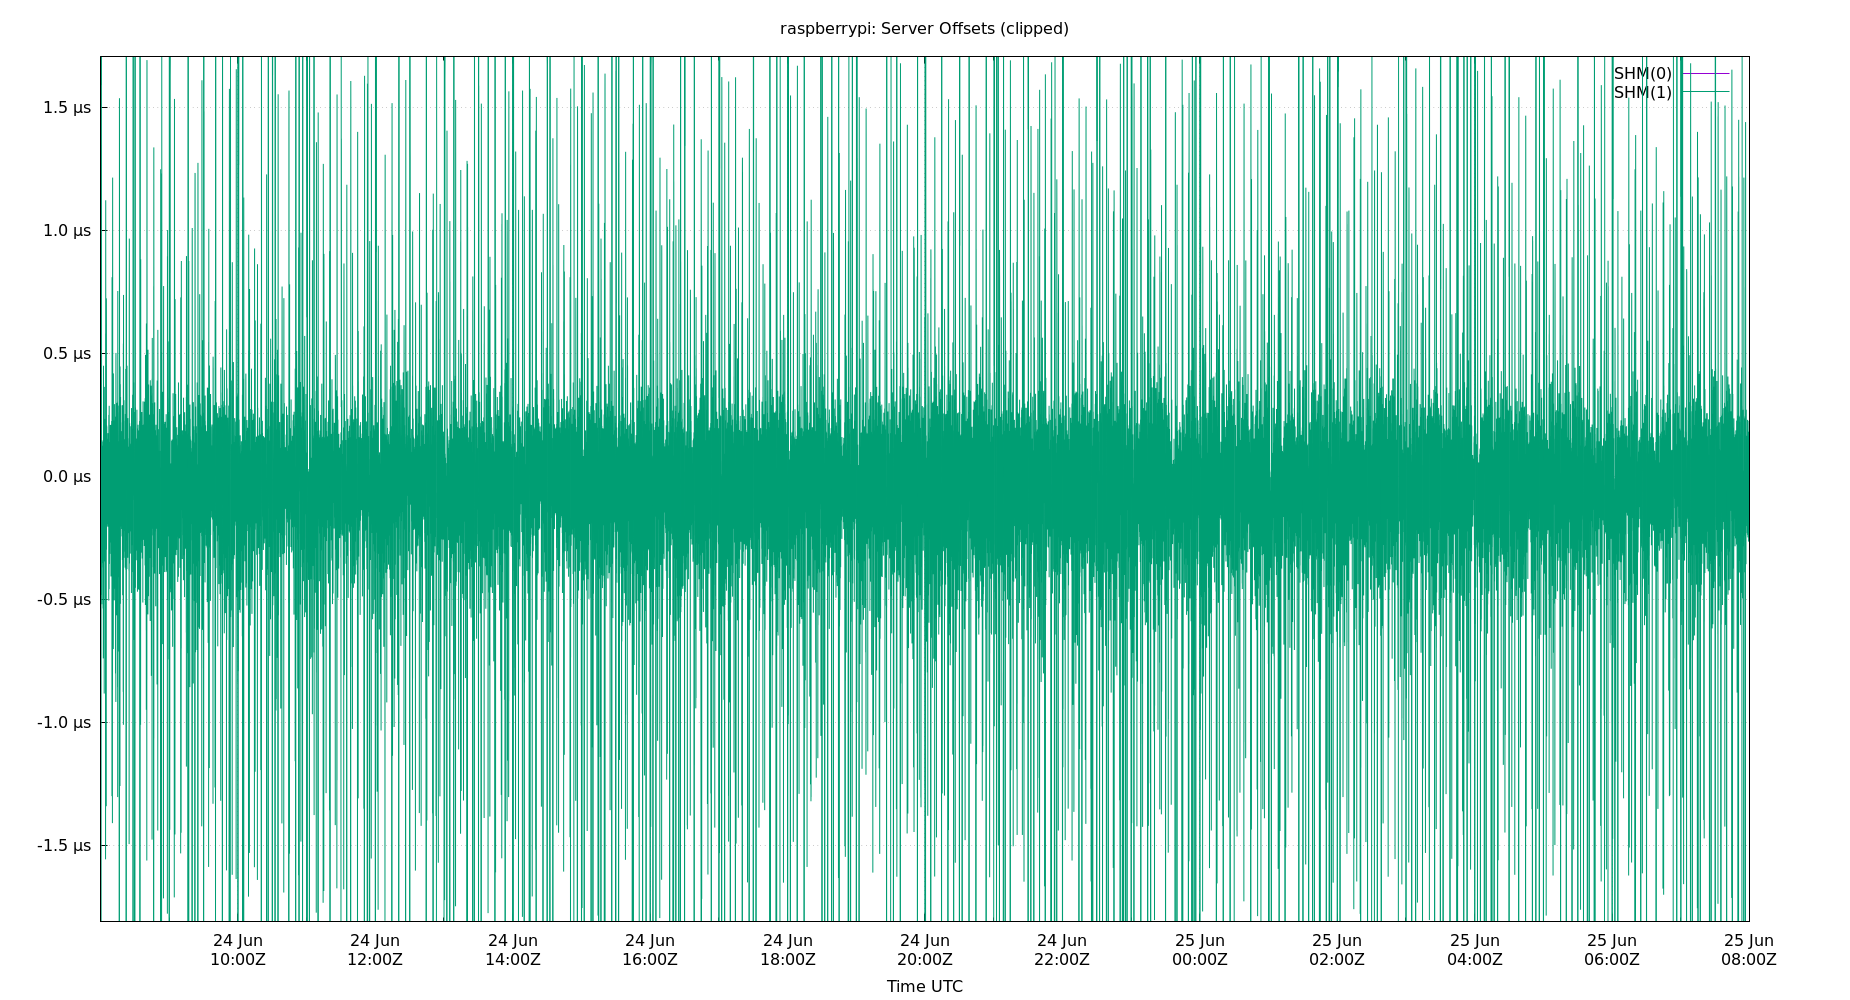 raspberrypi: Server Offsets (clipped)
SHM(0)
SHM(1)
1.5 µs
1.0 µs
0.5 µs
0.0 µs
-0.5 µs
-1.0 µs
-1.5 µs
24 Jun 24 Jun 24 Jun 24 Jun 24 Jun 24 Jun 24 Jun 25 Jun 25 Jun 25 Jun 25 Jun 25 Jun
10:00Z 12:00Z 14:00Z 16:00Z 18:00Z 20:00Z 22:00Z 00:00Z 02:00Z 04:00Z 06:00Z 08:00Z
Time UTC